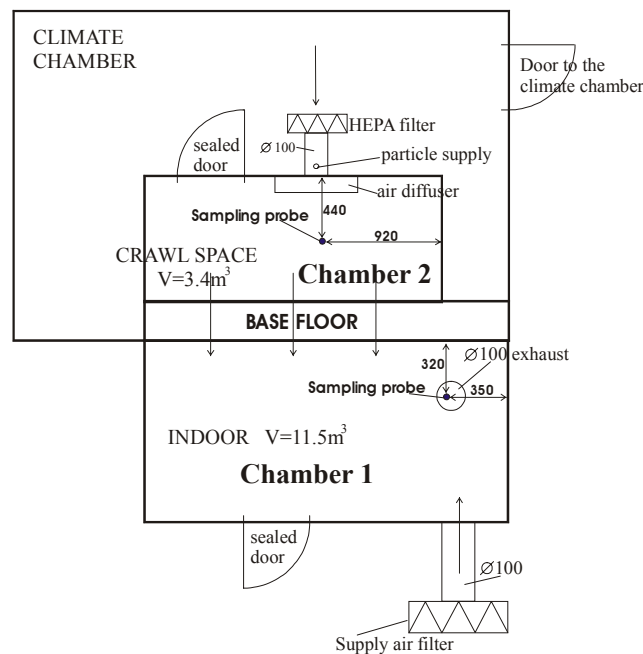 CLIMATE
CHAMBER
Door to the
climate chamber
HEPA filter
sealed
door
Ø 100
particle supply
air diffuser
440
Sampling probe
920
CRAWL SPACE
V=3.4m³
Chamber 2
BASE FLOOR
Ø100 exhaust
320
Sampling probe
350
INDOOR V=11.5m³
Chamber 1
sealed
door
Ø100
Supply air filter